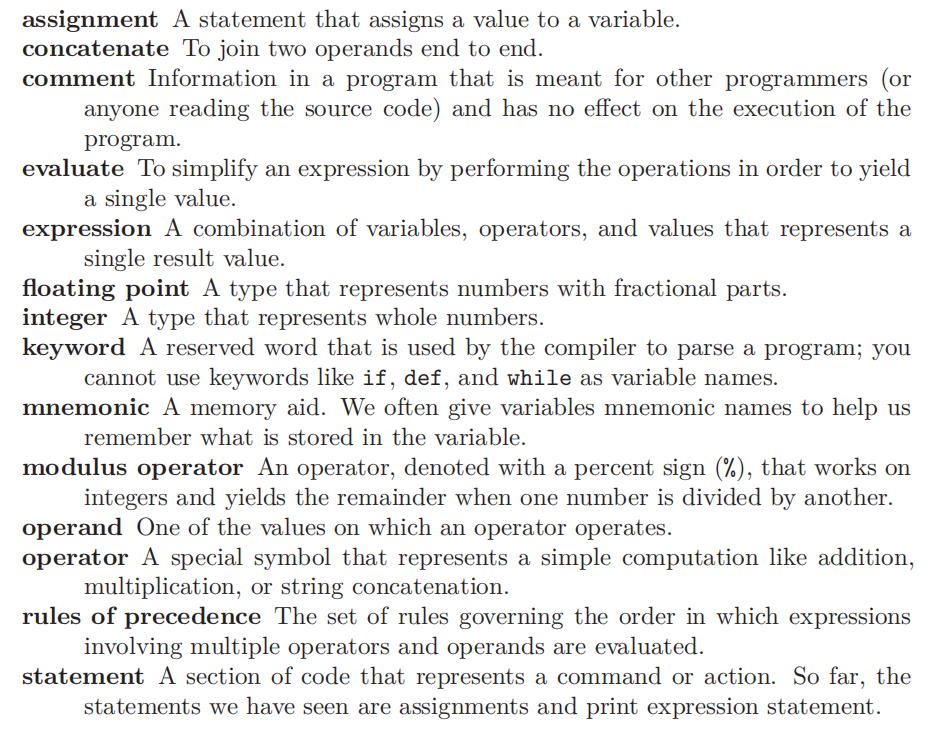 assignment A statement that assigns a value to a variable.
concatenate To join two operands end to end.
comment Information in a program that is meant for other programmers (or
anyone reading the source code) and has no effect on the execution of the
program.
evaluate To simplify an expression by performing the operations in order to yield
a single value.
expression A combination of variables, operators, and values that represents a
single result value.
floating point A type that represents numbers with fractional parts.
integer A type that represents whole numbers.
keyword A reserved word that is used by the compiler to parse a program; you
cannot use keywords like if, def, and while as variable names.
mnemonic A memory aid. We often give variables mnemonic names to help us
remember what is stored in the variable.
modulus operator An operator, denoted with a percent sign (%), that works on
integers and yields the remainder when one number is divided by another.
operand One of the values on which an operator operates.
operator A special symbol that represents a simple computation like addition,
multiplication, or string concatenation.
rules of precedence The set of rules governing the order in which expressions
involving multiple operators and operands are evaluated.
statement A section of code that represents a command or action. So far, the
statements we have seen are assignments and print expression statement.